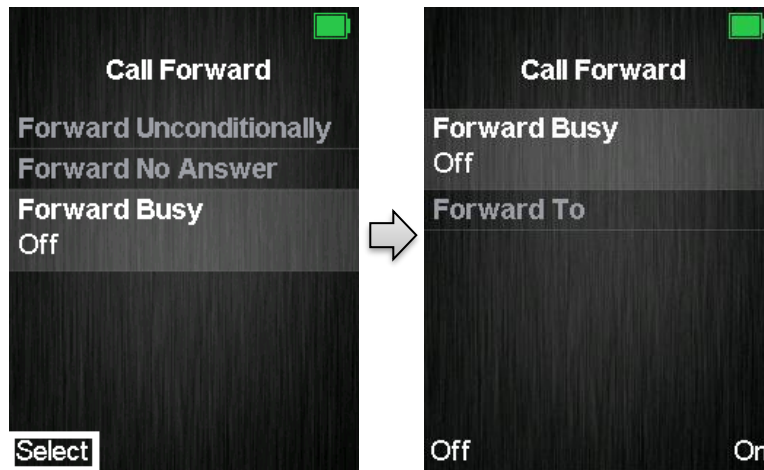 Call Forward
Forward Unconditionally
Forward No Answer
Forward Busy
Off
Select
Call Forward
Forward Busy
Off
Forward To
Off
On